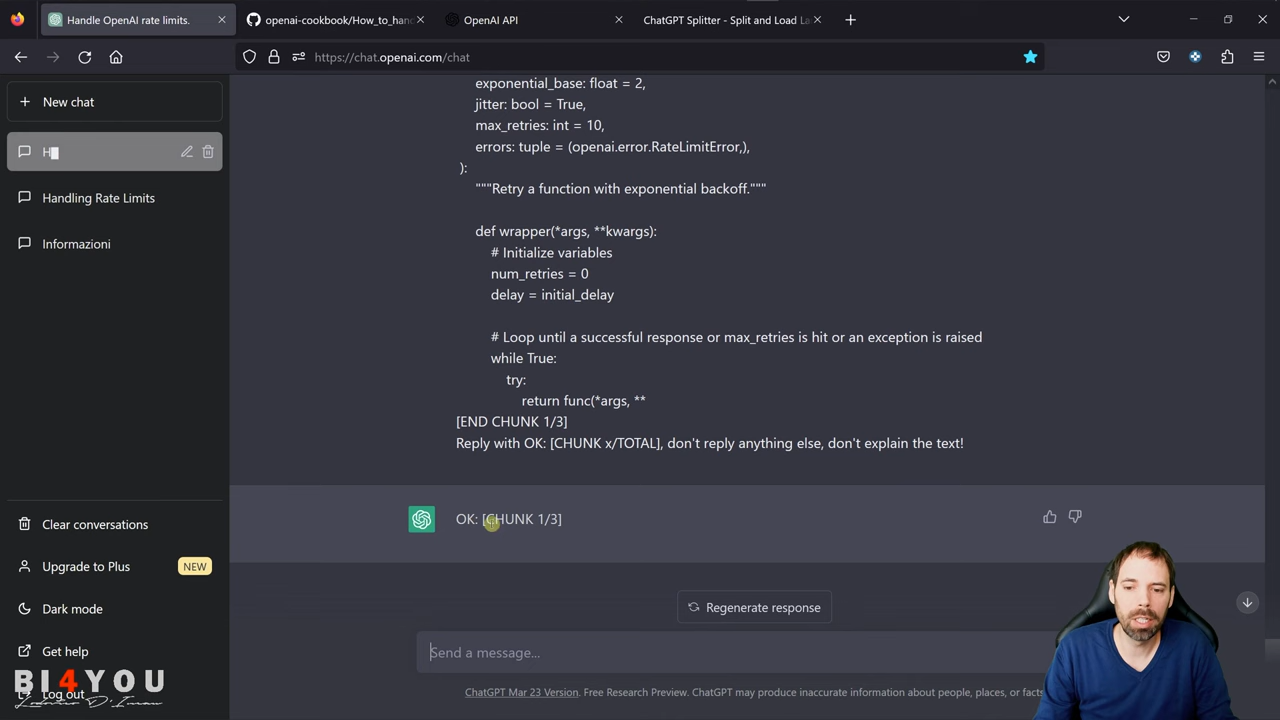 Handle OpenAI rate limits.
openai-cookbook/How_to_hand
OpenAI API
ChatGPT Splitter - Split and Load La
https://chat.openai.com/chat
New chat
H
Handling Rate Limits
Informazioni
exponential_base: float = 2,
jitter: bool = True,
max_retries: int = 10,
errors: tuple = (openai.error.RateLimitError,),
):
"""Retry a function with exponential backoff."""
def wrapper(*args, **kwargs):
# Initialize variables
num_retries = 0
delay = initial_delay
# Loop until a successful response or max_retries is hit or an exception is raised
while True:
try:
return func(*args, **
[END CHUNK 1/3]
Reply with OK: [CHUNK x/TOTAL], don't reply anything else, don't explain the text!
OK: [CHUNK 1/3]
Regenerate response
Send a message...
ChatGPT Mar 23 Version. Free Research Preview. ChatGPT may produce inaccurate information about people, places, or facts
Clear conversations
Upgrade to Plus
NEW
Dark mode
Get help
BI4YOU
Log out